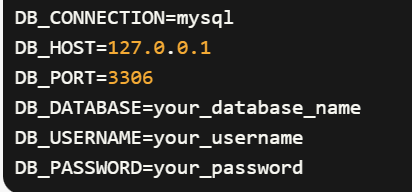 DB_CONNECTION=mysql
DB_HOST=127.0.0.1
DB_PORT=3306
DB_DATABASE=your_database_name
DB_USERNAME=your_username
DB_PASSWORD=your_password